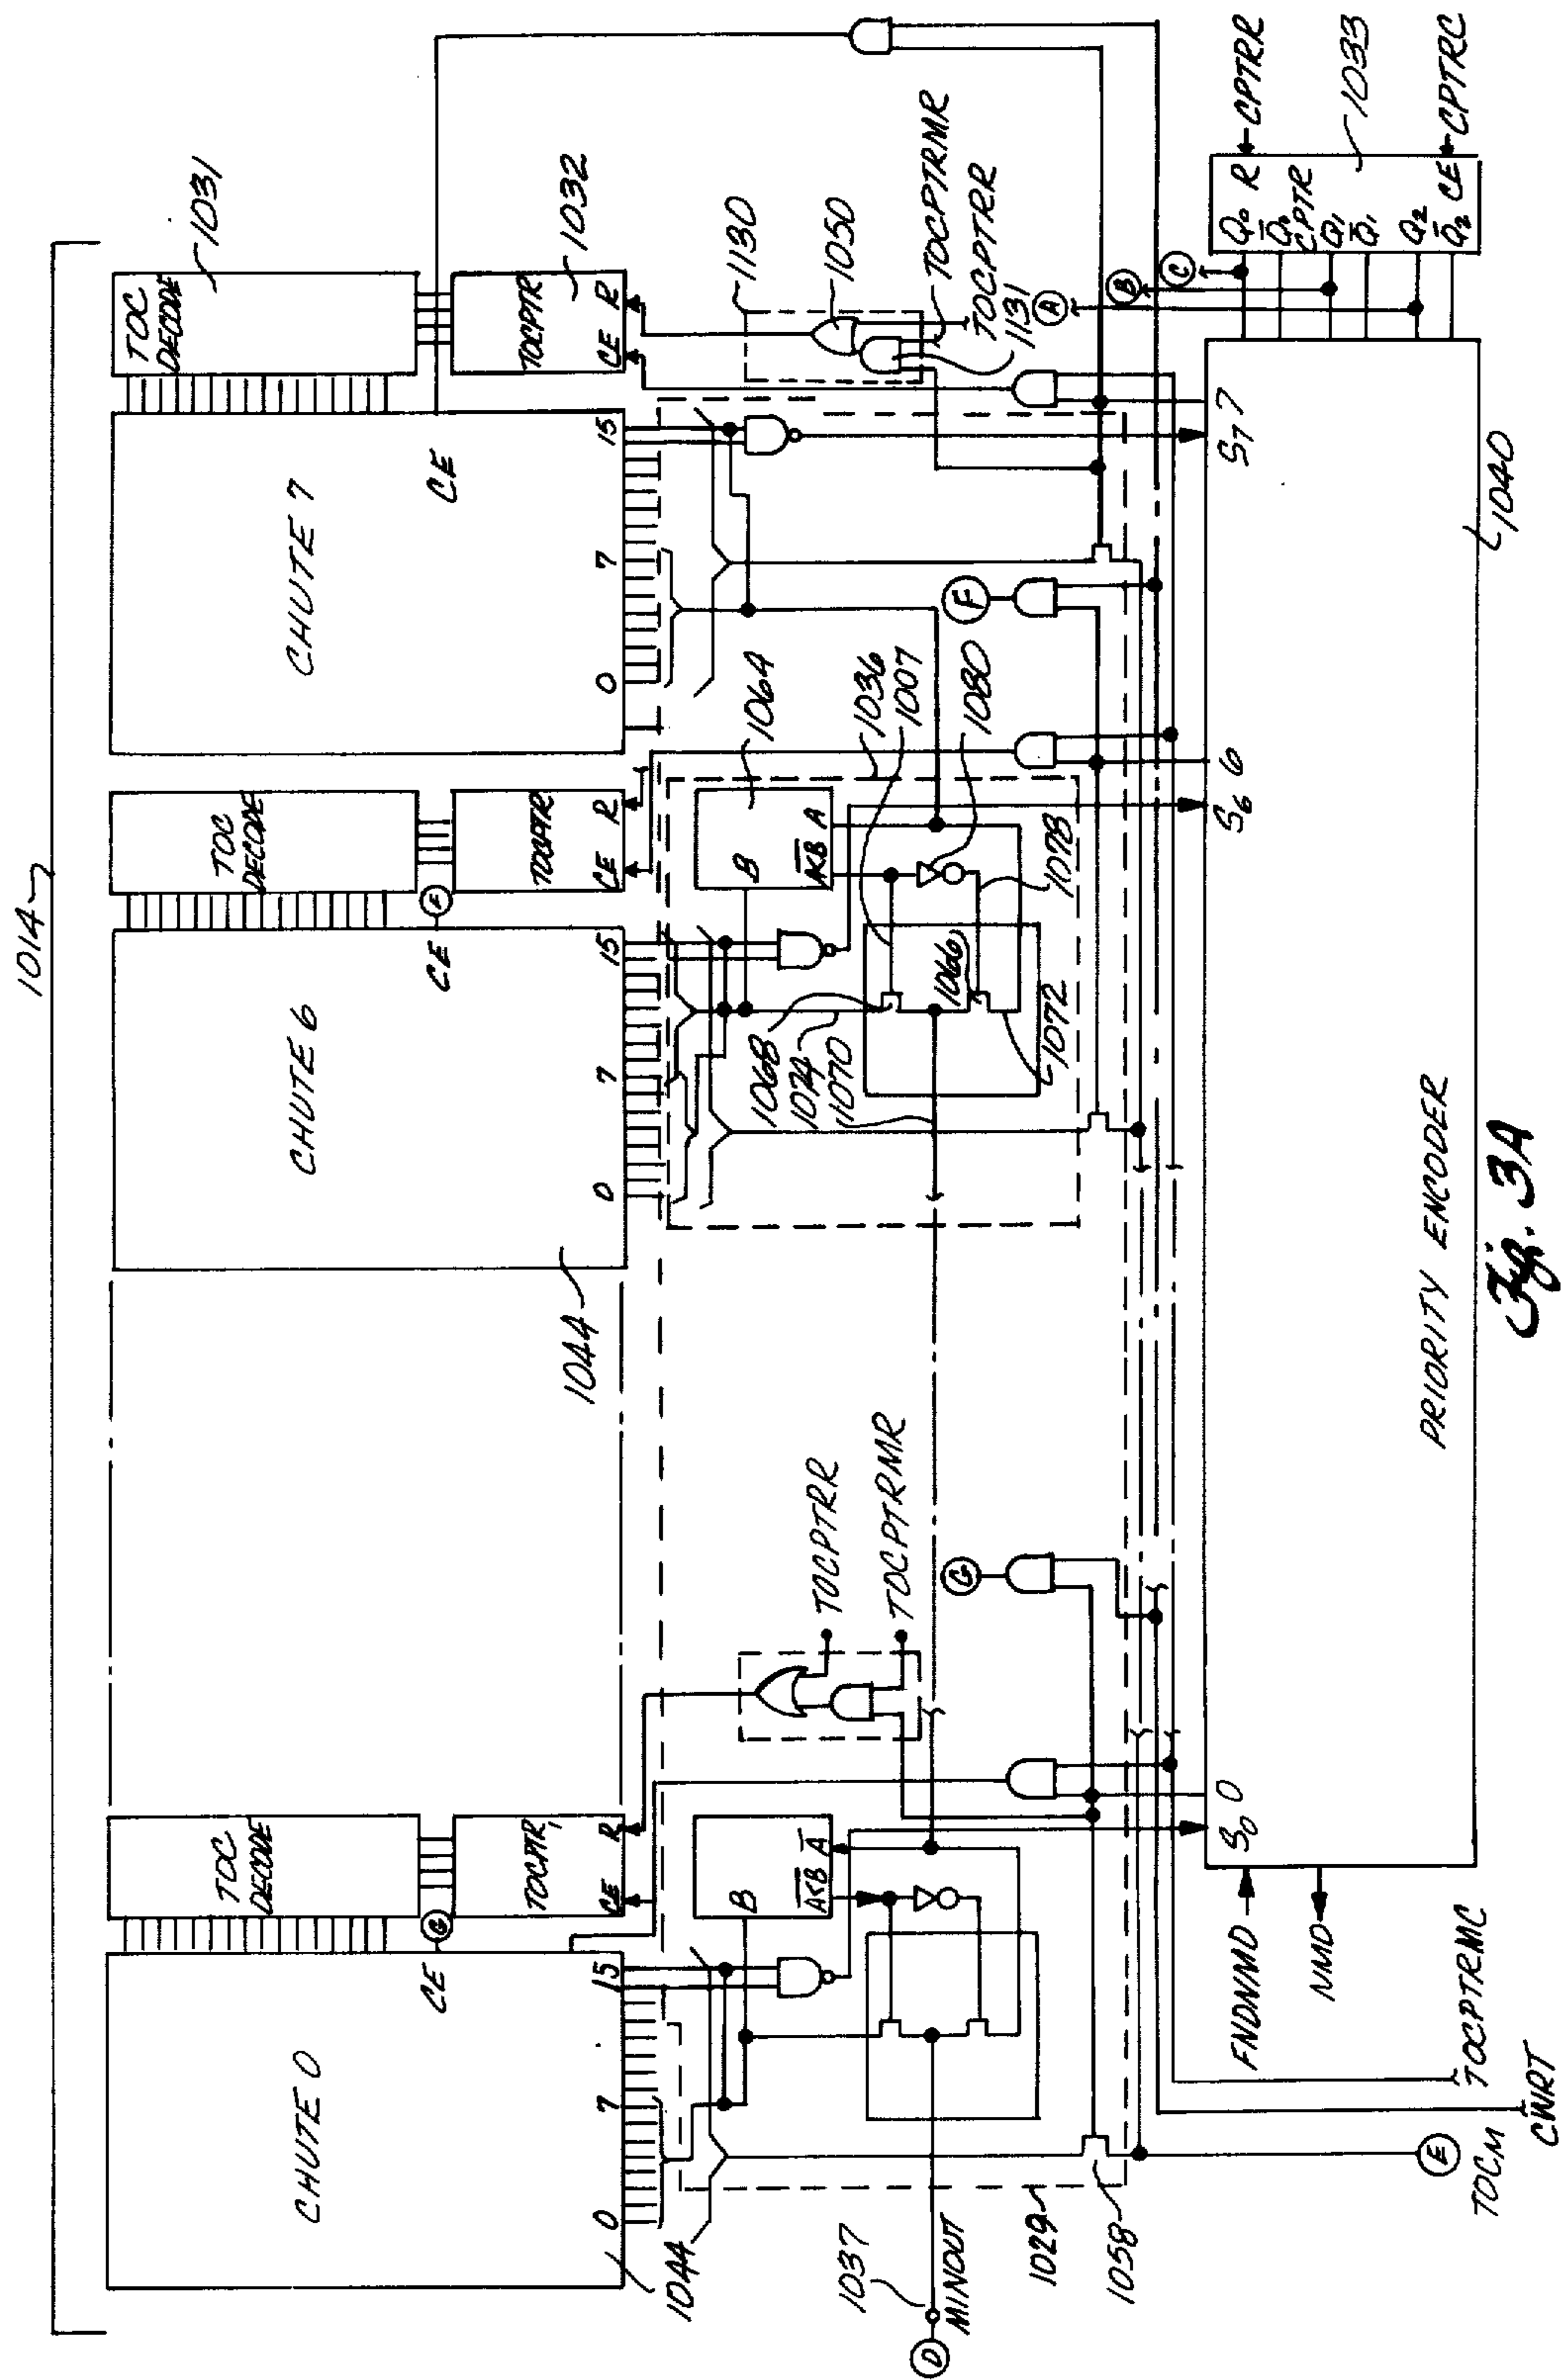 1014
CHUTE 0
CE
G
0
7
15
1044
TOC
DECODE
TOCPTR
CE
R
CHUTE 6
CE
F
0
7
15
1044
TOC
DECODE
TOCPTR
CE
R
CHUTE 7
CE
0
7
15
TOC
DECODE
1031
TOCPTR
CE
R
1032
B
A<B
A
TOCPTRR
TOCPTRMR
G
B
A<B
A
1064
1036
1007
1080
1078
1066
1068
1024
1070
1072
F
1130
1050
TOCPTRMR
TOCPTRR
1131
A
B
C
D
1037
MINOUT
1029
1058
E
TOCM
CWRT
TOCPTRMC
FNDNMD
NMD
S0
0
S6
6
S7
7
PRIORITY ENCODER
1040
Q0 R
Q̅0
CPTR
Q1
Q̅1
Q2
Q̅2 CE
CPTRR
1033
CPTRC
Fig. 3A